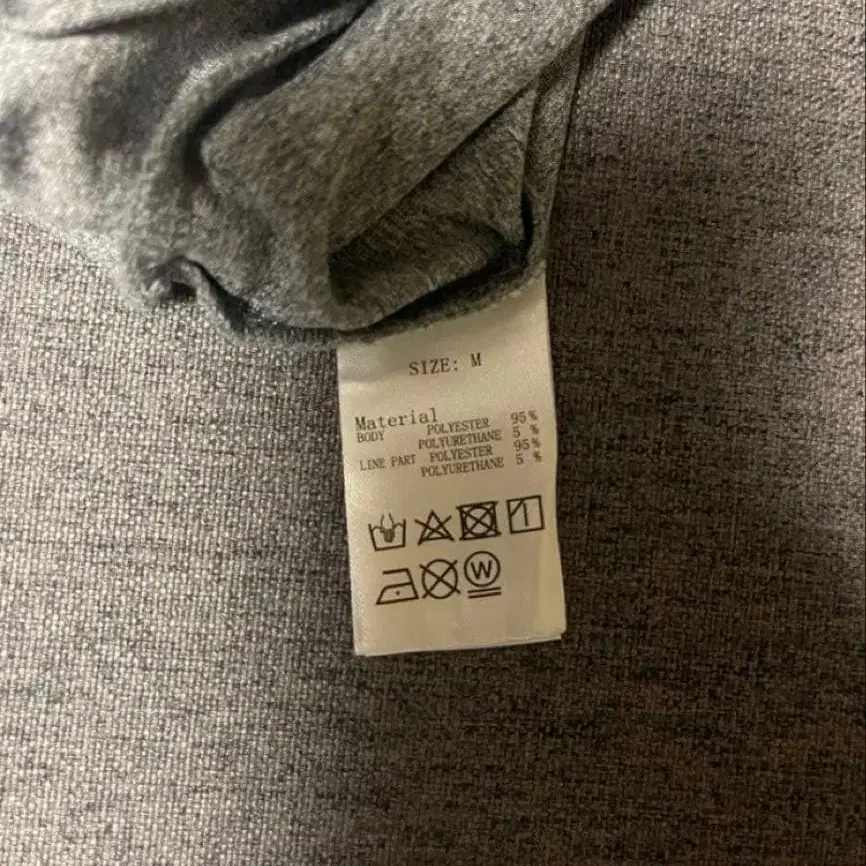 SIZE: M
Material
BODY POLYESTER 95%
POLYURETHANE 5 %
LINE PART POLYESTER 95%
POLYURETHANE 5 %
W